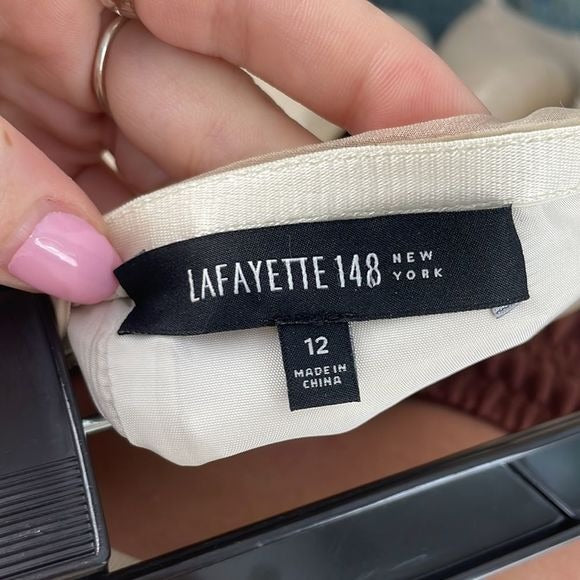 LAFAYETTE 148 NEW YORK
12
MADE IN
CHINA